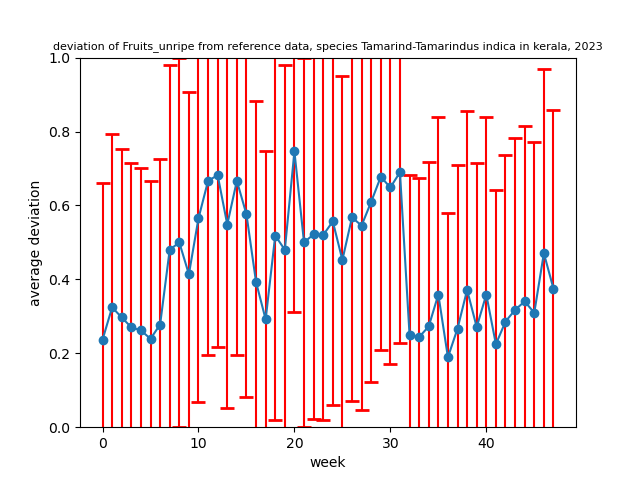 deviation of Fruits_unripe from reference data, species Tamarind-Tamarindus indica in kerala, 2023
1.0
0.8
0.6
0.4
0.2
0.0
average deviation
0 10 20 30 40
week